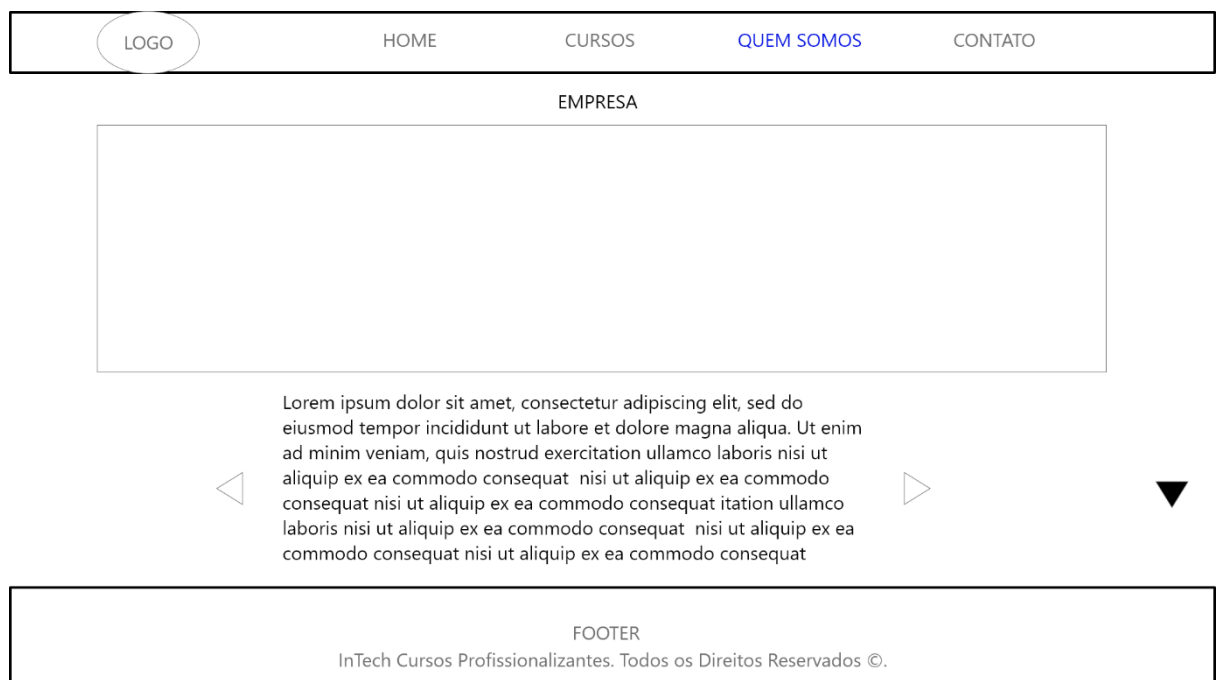 LOGO HOME CURSOS QUEM SOMOS CONTATO
EMPRESA
Lorem ipsum dolor sit amet, consectetur adipiscing elit, sed do
eiusmod tempor incididunt ut labore et dolore magna aliqua. Ut enim
ad minim veniam, quis nostrud exercitation ullamco laboris nisi ut
aliquip ex ea commodo consequat  nisi ut aliquip ex ea commodo
consequat nisi ut aliquip ex ea commodo consequat itation ullamco
laboris nisi ut aliquip ex ea commodo consequat  nisi ut aliquip ex ea
commodo consequat nisi ut aliquip ex ea commodo consequat
FOOTER
InTech Cursos Profissionalizantes. Todos os Direitos Reservados ©.